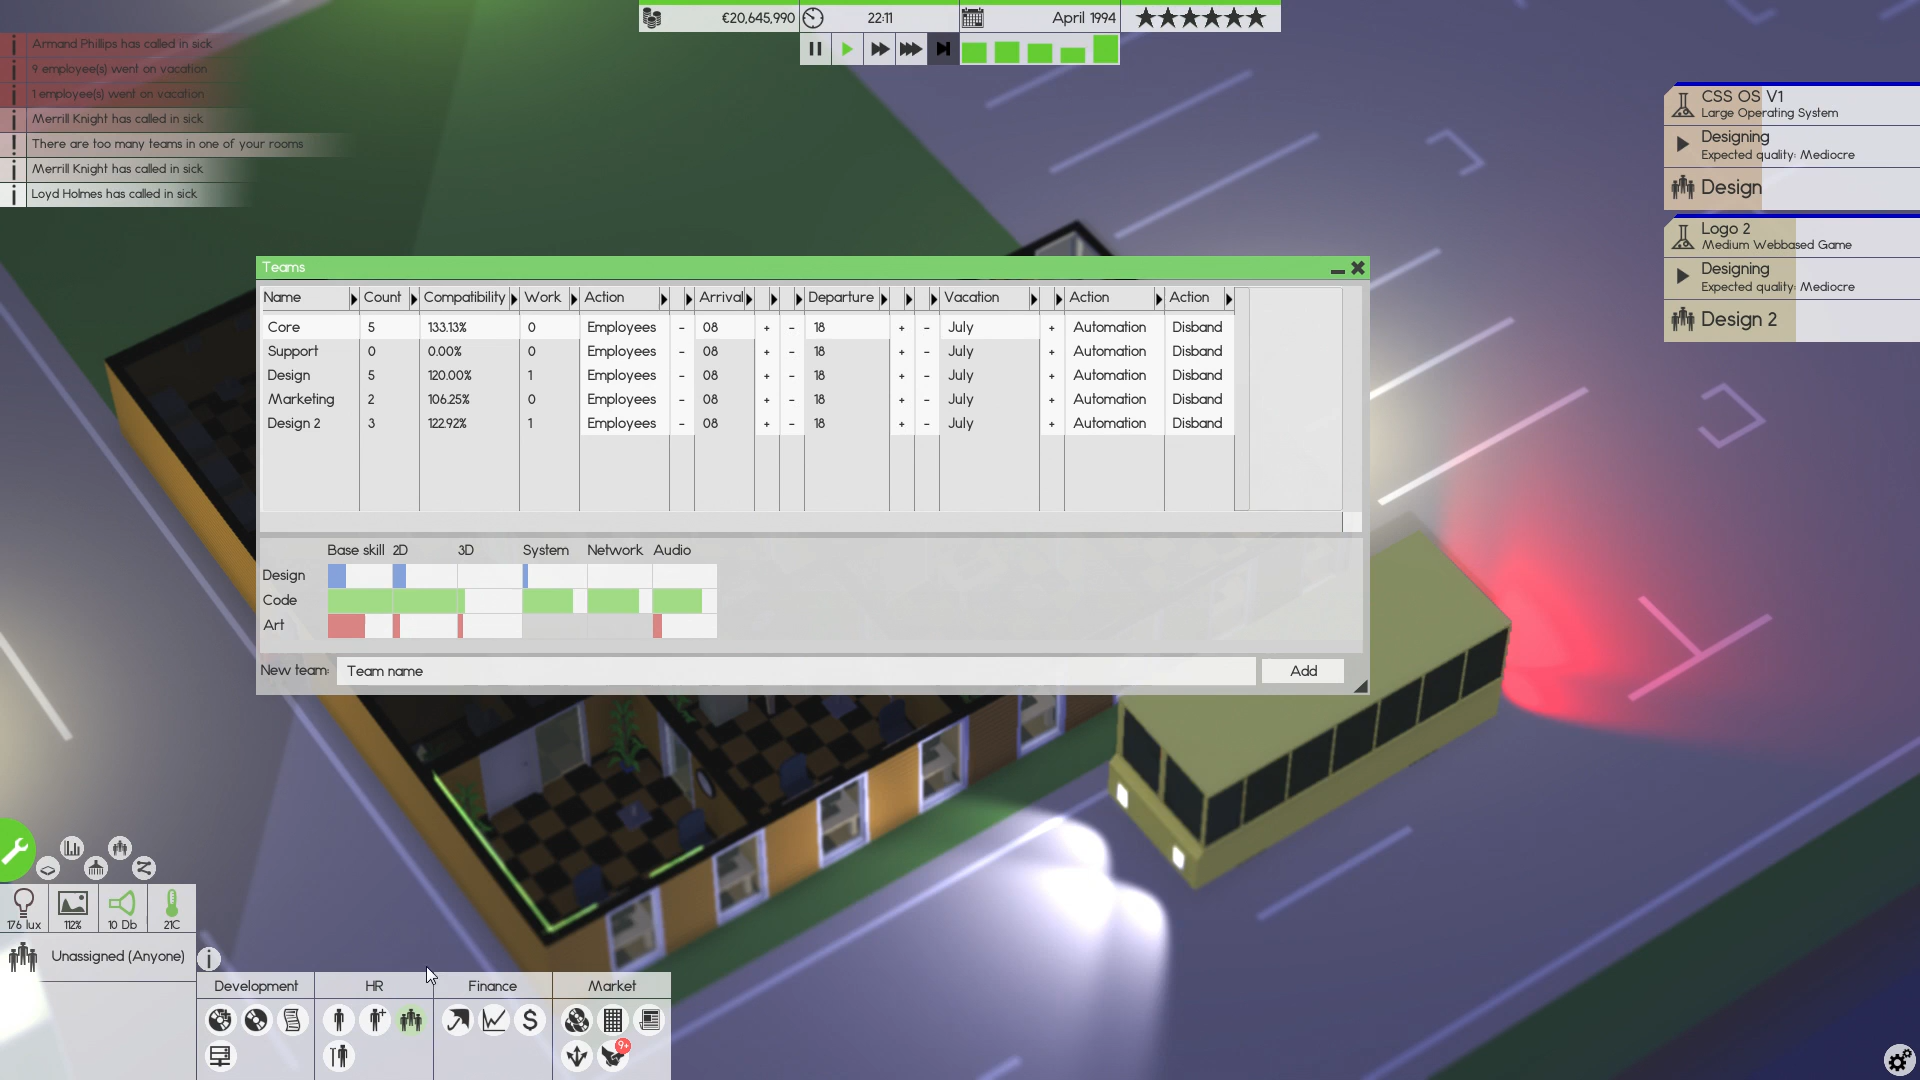 €20,645,990 22:11 April 1994
Armand Phillips has called in sick
9 employee(s) went on vacation
1 employee(s) went on vacation
Merrill Knight has called in sick
There are too many teams in one of your rooms
Merrill Knight has called in sick
Loyd Holmes has called in sick
CSS OS V1
Large Operating System
Designing
Expected quality: Mediocre
Design
Logo 2
Medium Webbased Game
Designing
Expected quality: Mediocre
Design 2
Teams
Name Count Compatibility Work Action Arrival Departure Vacation Action Action
Core 5 133.13% 0 Employees - 08 + - 18 + - July + Automation Disband
Support 0 0.00% 0 Employees - 08 + - 18 + - July + Automation Disband
Design 5 120.00% 1 Employees - 08 + - 18 + - July + Automation Disband
Marketing 2 106.25% 0 Employees - 08 + - 18 + - July + Automation Disband
Design 2 3 122.92% 1 Employees - 08 + - 18 + - July + Automation Disband
Base skill 2D 3D System Network Audio
Design
Code
Art
New team: Team name Add
176 lux 112% 10 Db 21C
Unassigned (Anyone)
Development HR Finance Market
9+